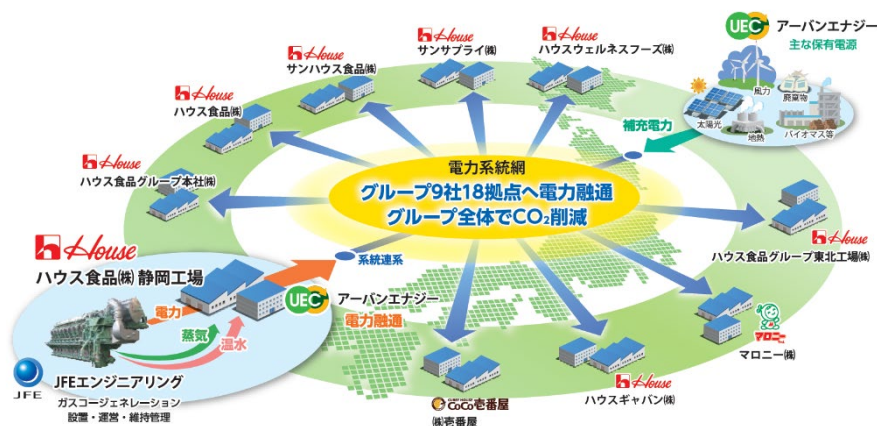 House
サンサプライ㈱
House
ハウスウェルネスフーズ㈱
UEC アーバンエナジー
主な保有電源
風力
廃棄物
太陽光
地熱
バイオマス等
House
サンハウス食品㈱
House
ハウス食品㈱
House
ハウス食品グループ本社㈱
補充電力
電力系統網
グループ9社18拠点へ電力融通
グループ全体でCO₂削減
系統連系
House
ハウス食品グループ東北工場㈱
House
ハウス食品㈱ 静岡工場
電力
蒸気
温水
UEC アーバンエナジー
電力融通
JFE
JFEエンジニアリング
ガスコージェネレーション
設置・運営・維持管理
CoCo壱番屋
㈱壱番屋
House
ハウスギャバン㈱
マロニー
マロニー㈱